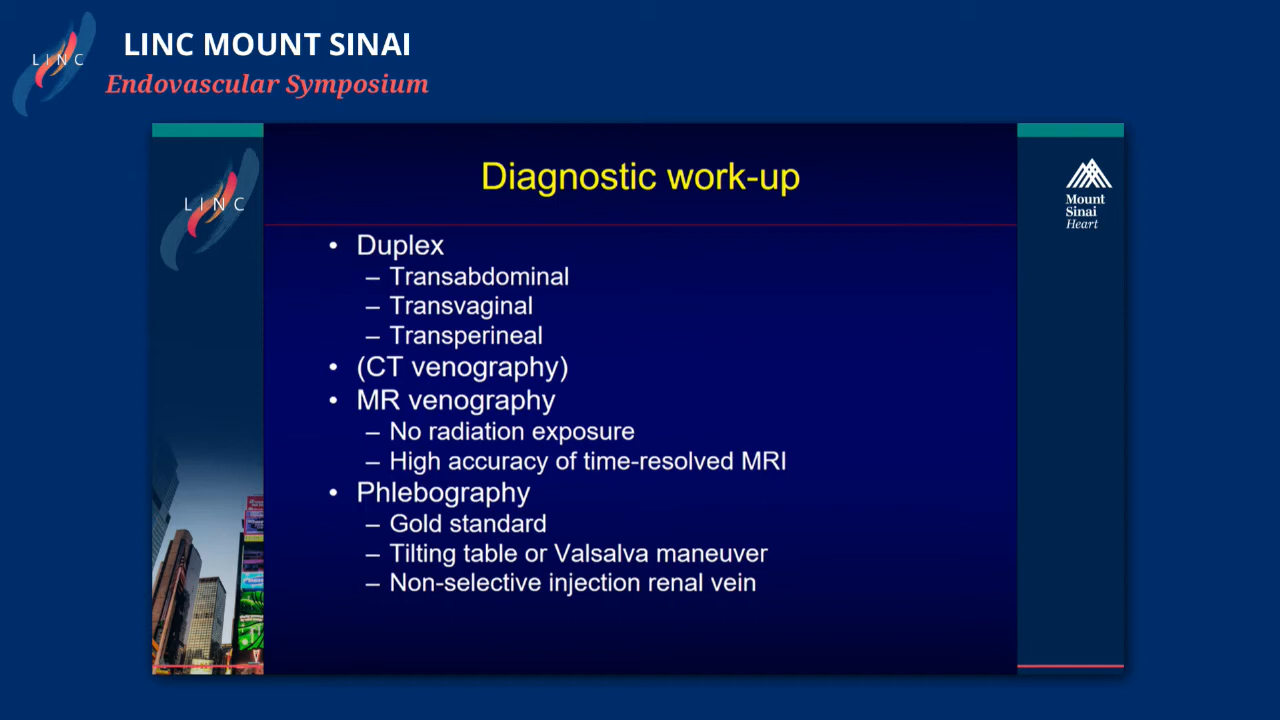 LINC
LINC MOUNT SINAI
Endovascular Symposium
LINC
Mount
Sinai
Heart
Diagnostic work-up
• Duplex
– Transabdominal
– Transvaginal
– Transperineal
• (CT venography)
• MR venography
– No radiation exposure
– High accuracy of time-resolved MRI
• Phlebography
– Gold standard
– Tilting table or Valsalva maneuver
– Non-selective injection renal vein